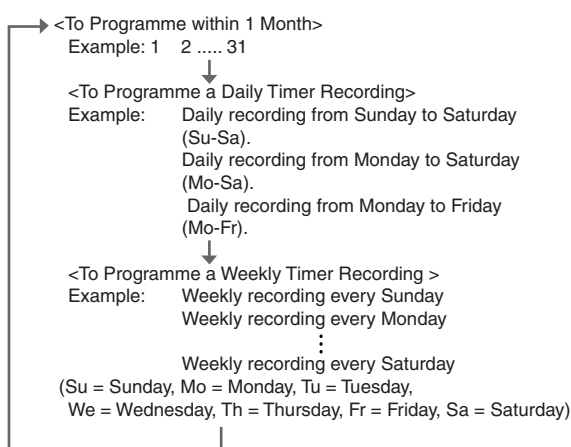 <To Programme within 1 Month>
Example: 1 2 ..... 31
<To Programme a Daily Timer Recording>
Example: Daily recording from Sunday to Saturday
(Su-Sa).
Daily recording from Monday to Saturday
(Mo-Sa).
Daily recording from Monday to Friday
(Mo-Fr).
<To Programme a Weekly Timer Recording >
Example: Weekly recording every Sunday
Weekly recording every Monday
Weekly recording every Saturday
(Su = Sunday, Mo = Monday, Tu = Tuesday,
We = Wednesday, Th = Thursday, Fr = Friday, Sa = Saturday)